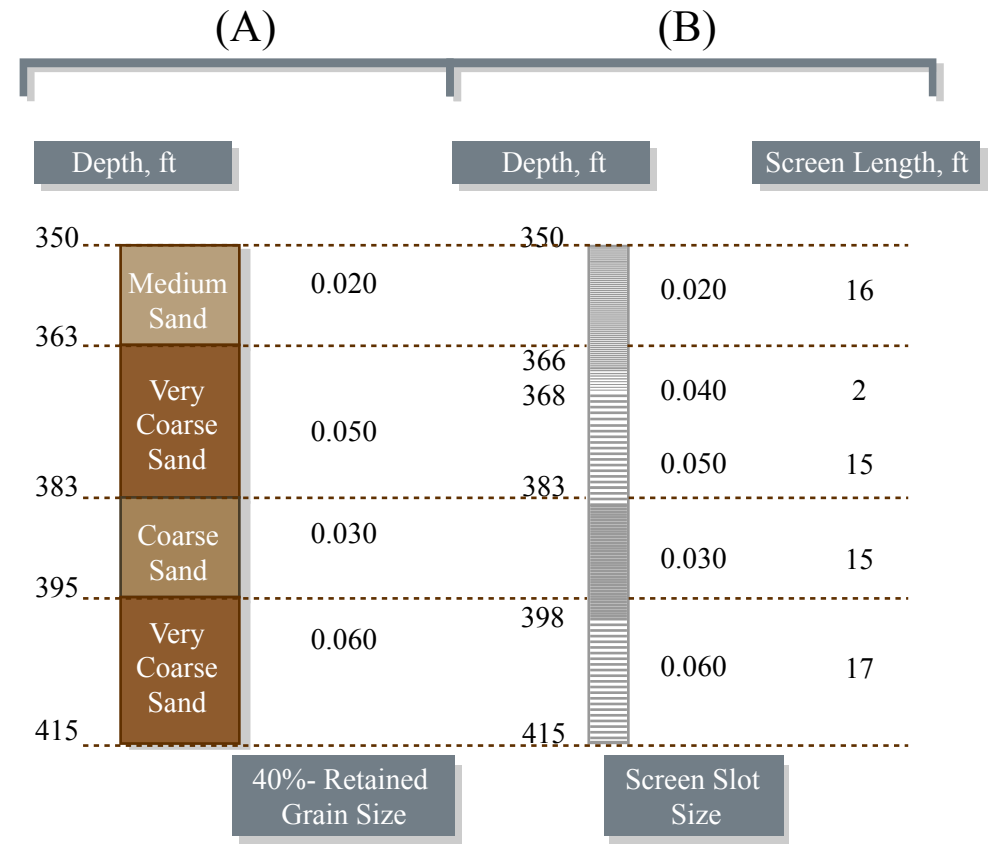 (A)
(B)
Depth, ft
Depth, ft
Screen Length, ft
350
350
Medium
Sand
0.020
0.020
16
363
366
368
Very
Coarse
Sand
0.050
0.040
2
0.050
15
383
383
Coarse
Sand
0.030
0.030
15
395
398
Very
Coarse
Sand
0.060
0.060
17
415
415
40%- Retained
Grain Size
Screen Slot
Size